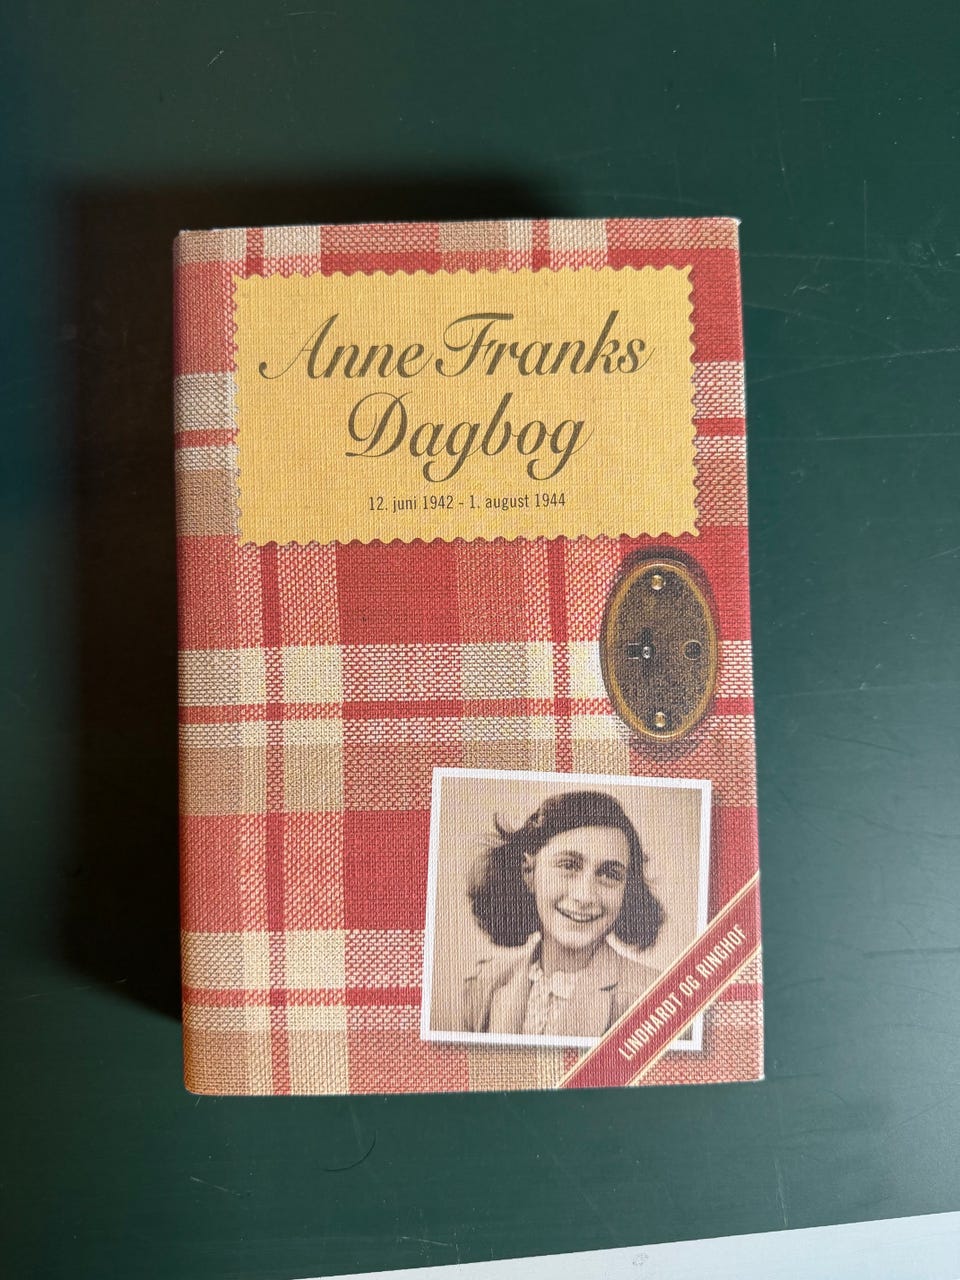 Anne Franks
Dagbog
12. juni 1942 - 1. august 1944
LINDHARDT OG RINGHOF